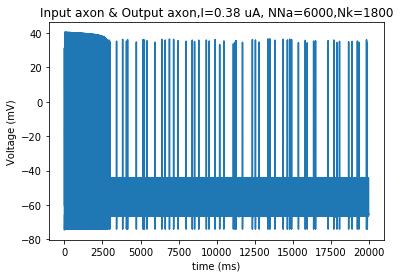 Input axon & Output axon,I=0.38 uA, NNa=6000,Nk=1800
40
20
0
−20
−40
−60
−80
Voltage (mV)
0 2500 5000 7500 10000 12500 15000 17500 20000
time (ms)